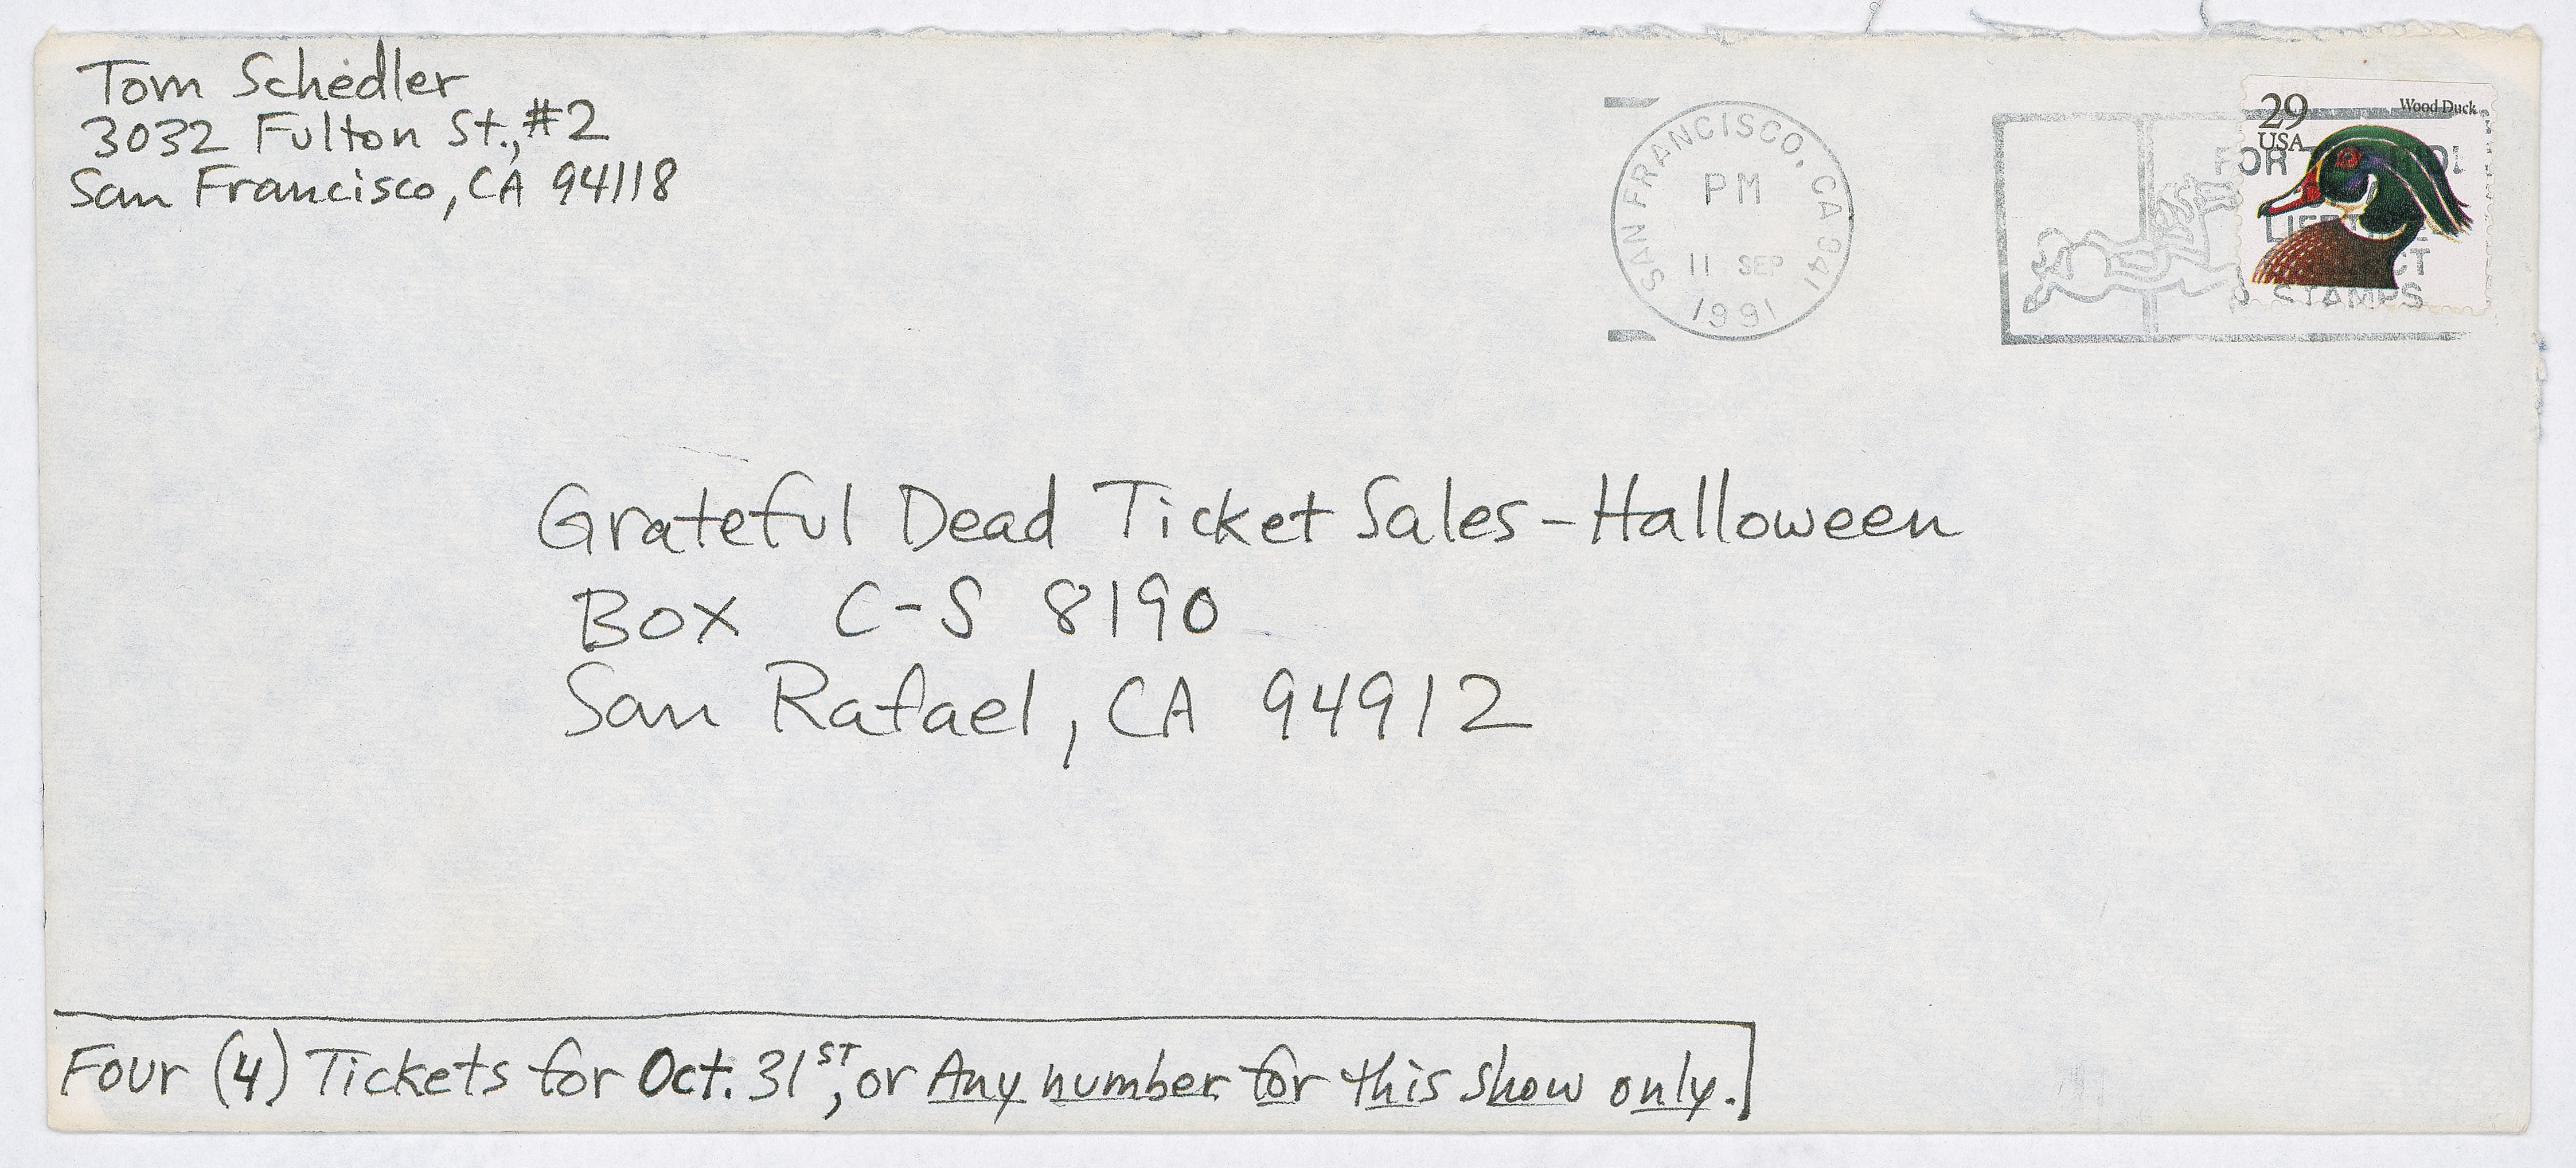 Tom Schedler
3032 Fulton St., #2
San Francisco, CA 94118
SAN FRANCISCO, CA 941
PM
11 SEP
1991
29
USA
Wood Duck
FOR
STAMPS
Grateful Dead Ticket Sales - Halloween
Box C-S 8190
San Rafael, CA 94912
Four (4) Tickets for Oct. 31ST, or Any number for this show only.